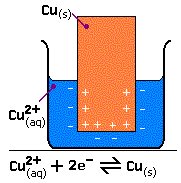 Cu(s)
Cu2+(aq)
- -
- + + -
- + + -
- + + + + -
- - - -
Cu2+(aq) + 2e− ⇌ Cu(s)